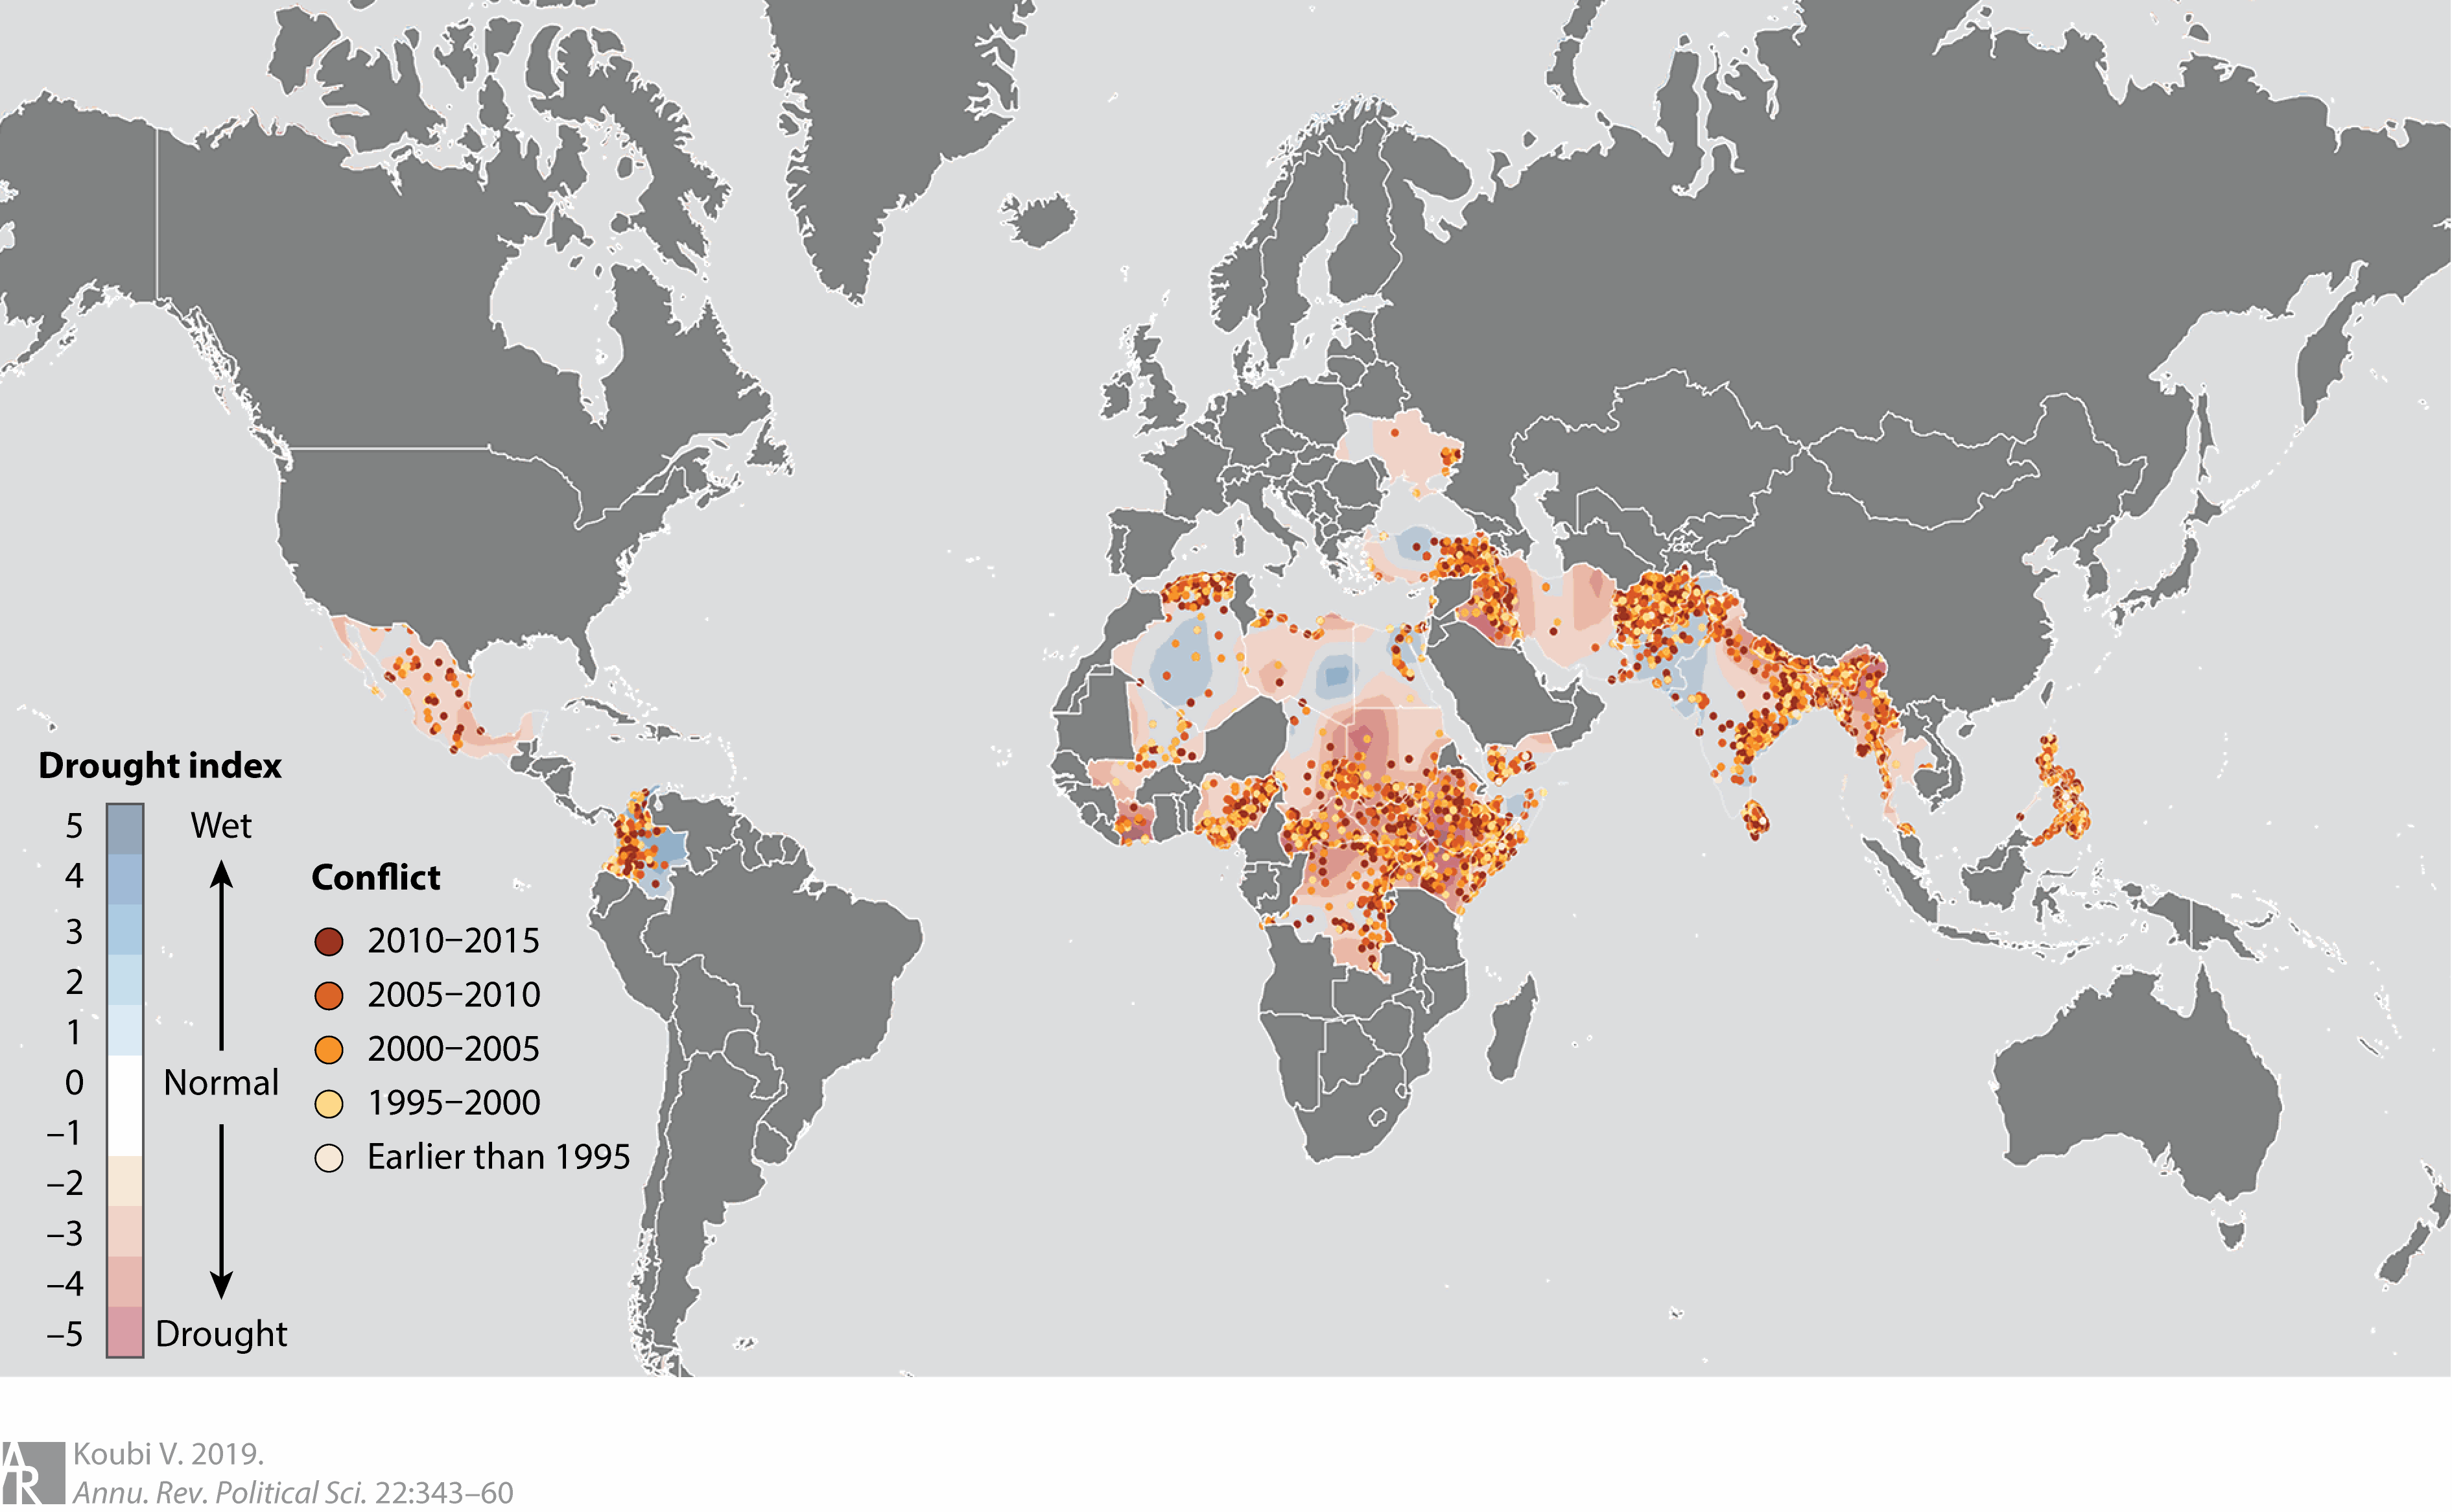 Drought index
5
4
3
2
1
0
−1
−2
−3
−4
−5
Wet
Normal
Drought
Conflict
2010–2015
2005–2010
2000–2005
1995–2000
Earlier than 1995
AR
Koubi V. 2019.
Annu. Rev. Political Sci. 22:343–60